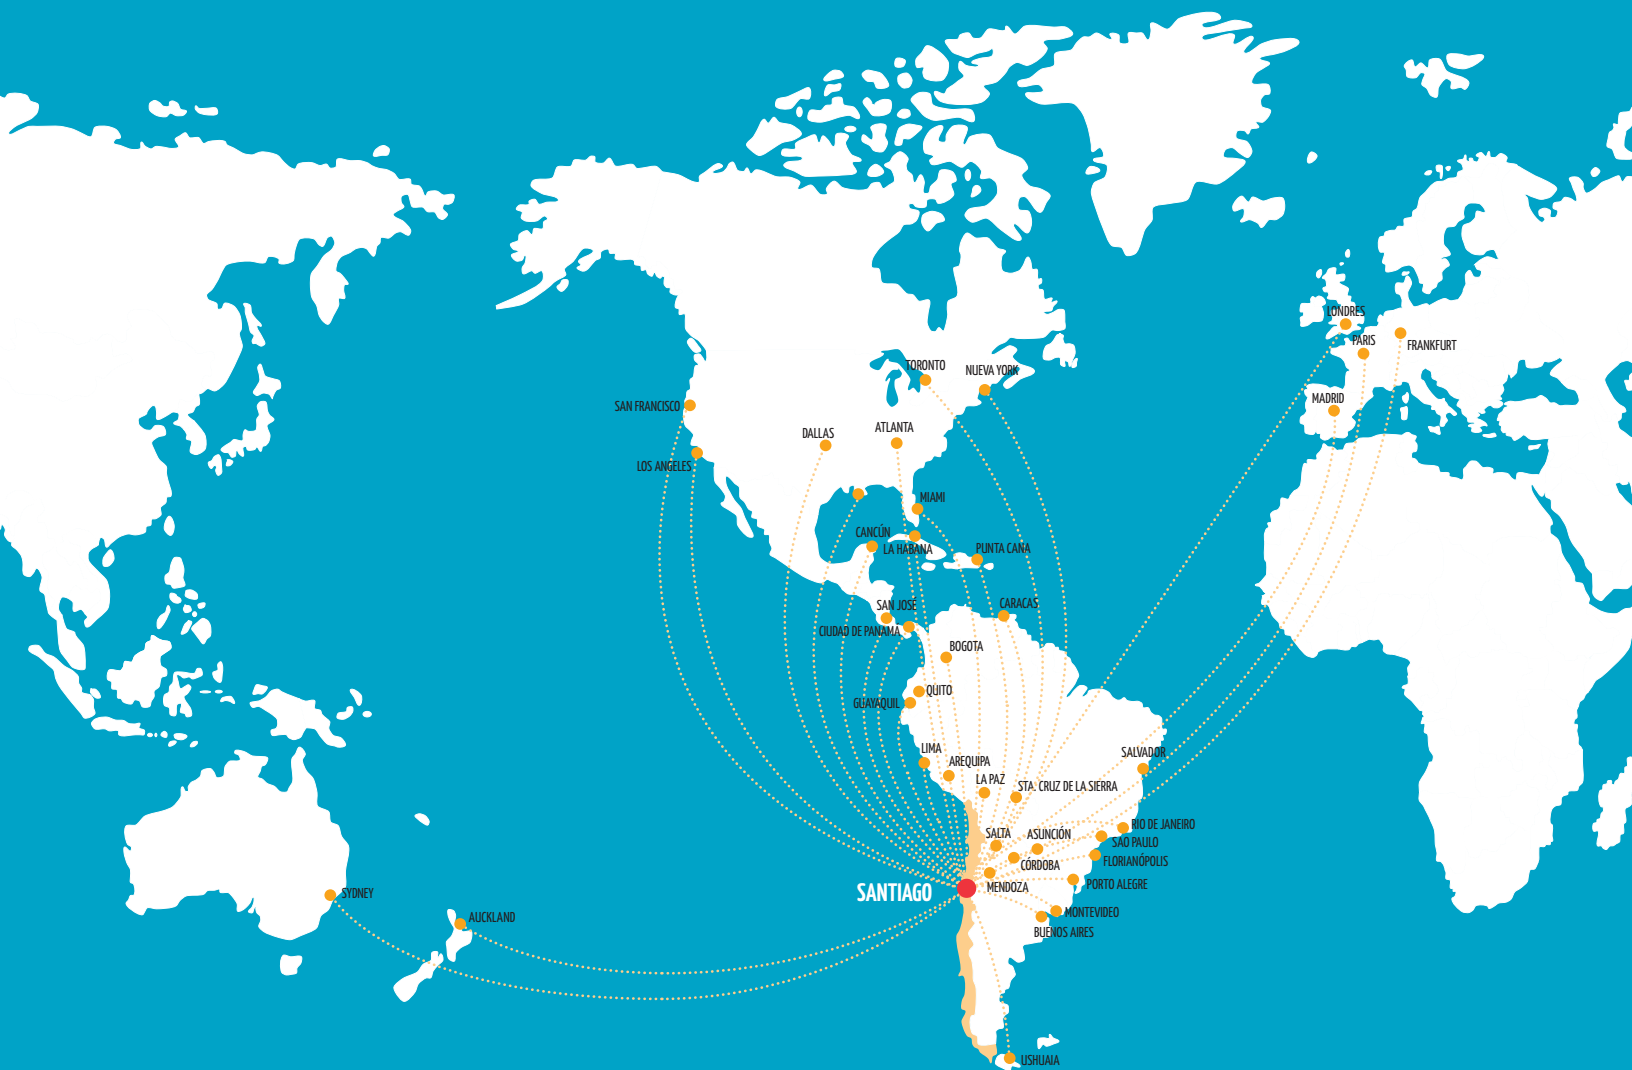 LONDRES
PARIS
FRANKFURT
TORONTO
NUEVA YORK
MADRID
SAN FRANCISCO
DALLAS
ATLANTA
LOS ANGELES
MIAMI
CANCÚN
LA HABANA
PUNTA CANA
SAN JOSÉ
CARACAS
CIUDAD DE PANAMÁ
BOGOTA
QUITO
GUAYAQUIL
LIMA
SALVADOR
AREQUIPA
LA PAZ
STA. CRUZ DE LA SIERRA
RIO DE JANEIRO
SALTA
ASUNCIÓN
SÃO PAULO
FLORIANÓPOLIS
CÓRDOBA
MENDOZA
PORTO ALEGRE
SANTIAGO
SYDNEY
AUCKLAND
MONTEVIDEO
BUENOS AIRES
USHUAIA